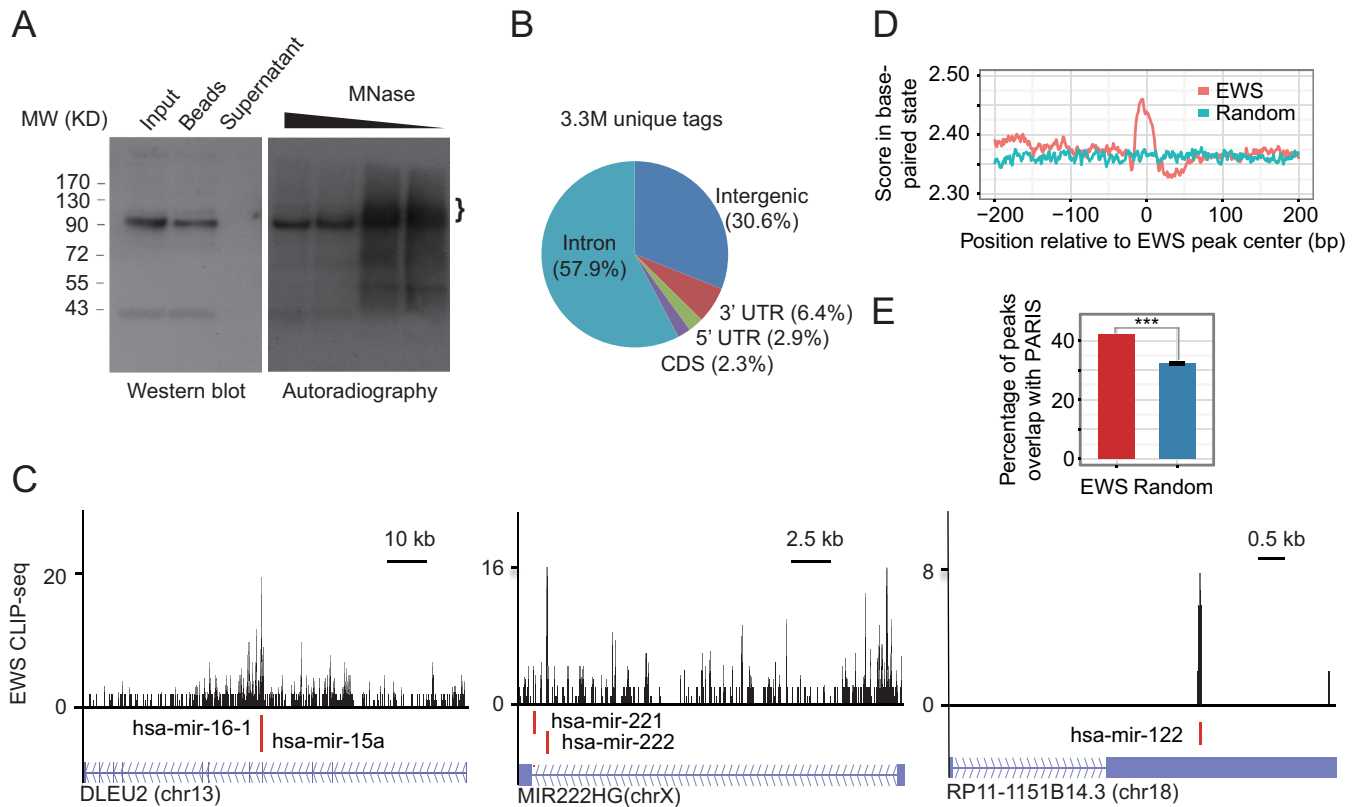 A
Input
Beads
Supernatant
MNase
MW (KD)
170
130
90
72
55
43
}
Western blot
Autoradiography
B
3.3M unique tags
Intergenic
(30.6%)
Intron
(57.9%)
3' UTR (6.4%)
5' UTR (2.9%)
CDS (2.3%)
D
Score in base-
paired state
2.50
2.40
2.30
EWS
Random
−200
−100
0
100
200
Position relative to EWS peak center (bp)
E
Percentage of peaks
overlap with PARIS
40
20
0
***
EWS Random
C
EWS CLIP-seq
20
0
10 kb
hsa-mir-16-1
hsa-mir-15a
DLEU2 (chr13)
16
0
2.5 kb
hsa-mir-221
hsa-mir-222
MIR222HG(chrX)
8
0
0.5 kb
hsa-mir-122
RP11-1151B14.3 (chr18)